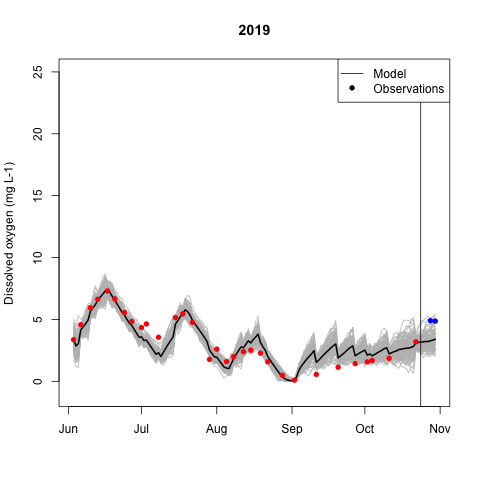 2019
Dissolved oxygen (mg L-1)
25
20
15
10
5
0
Model
Observations
Jun Jul Aug Sep Oct Nov